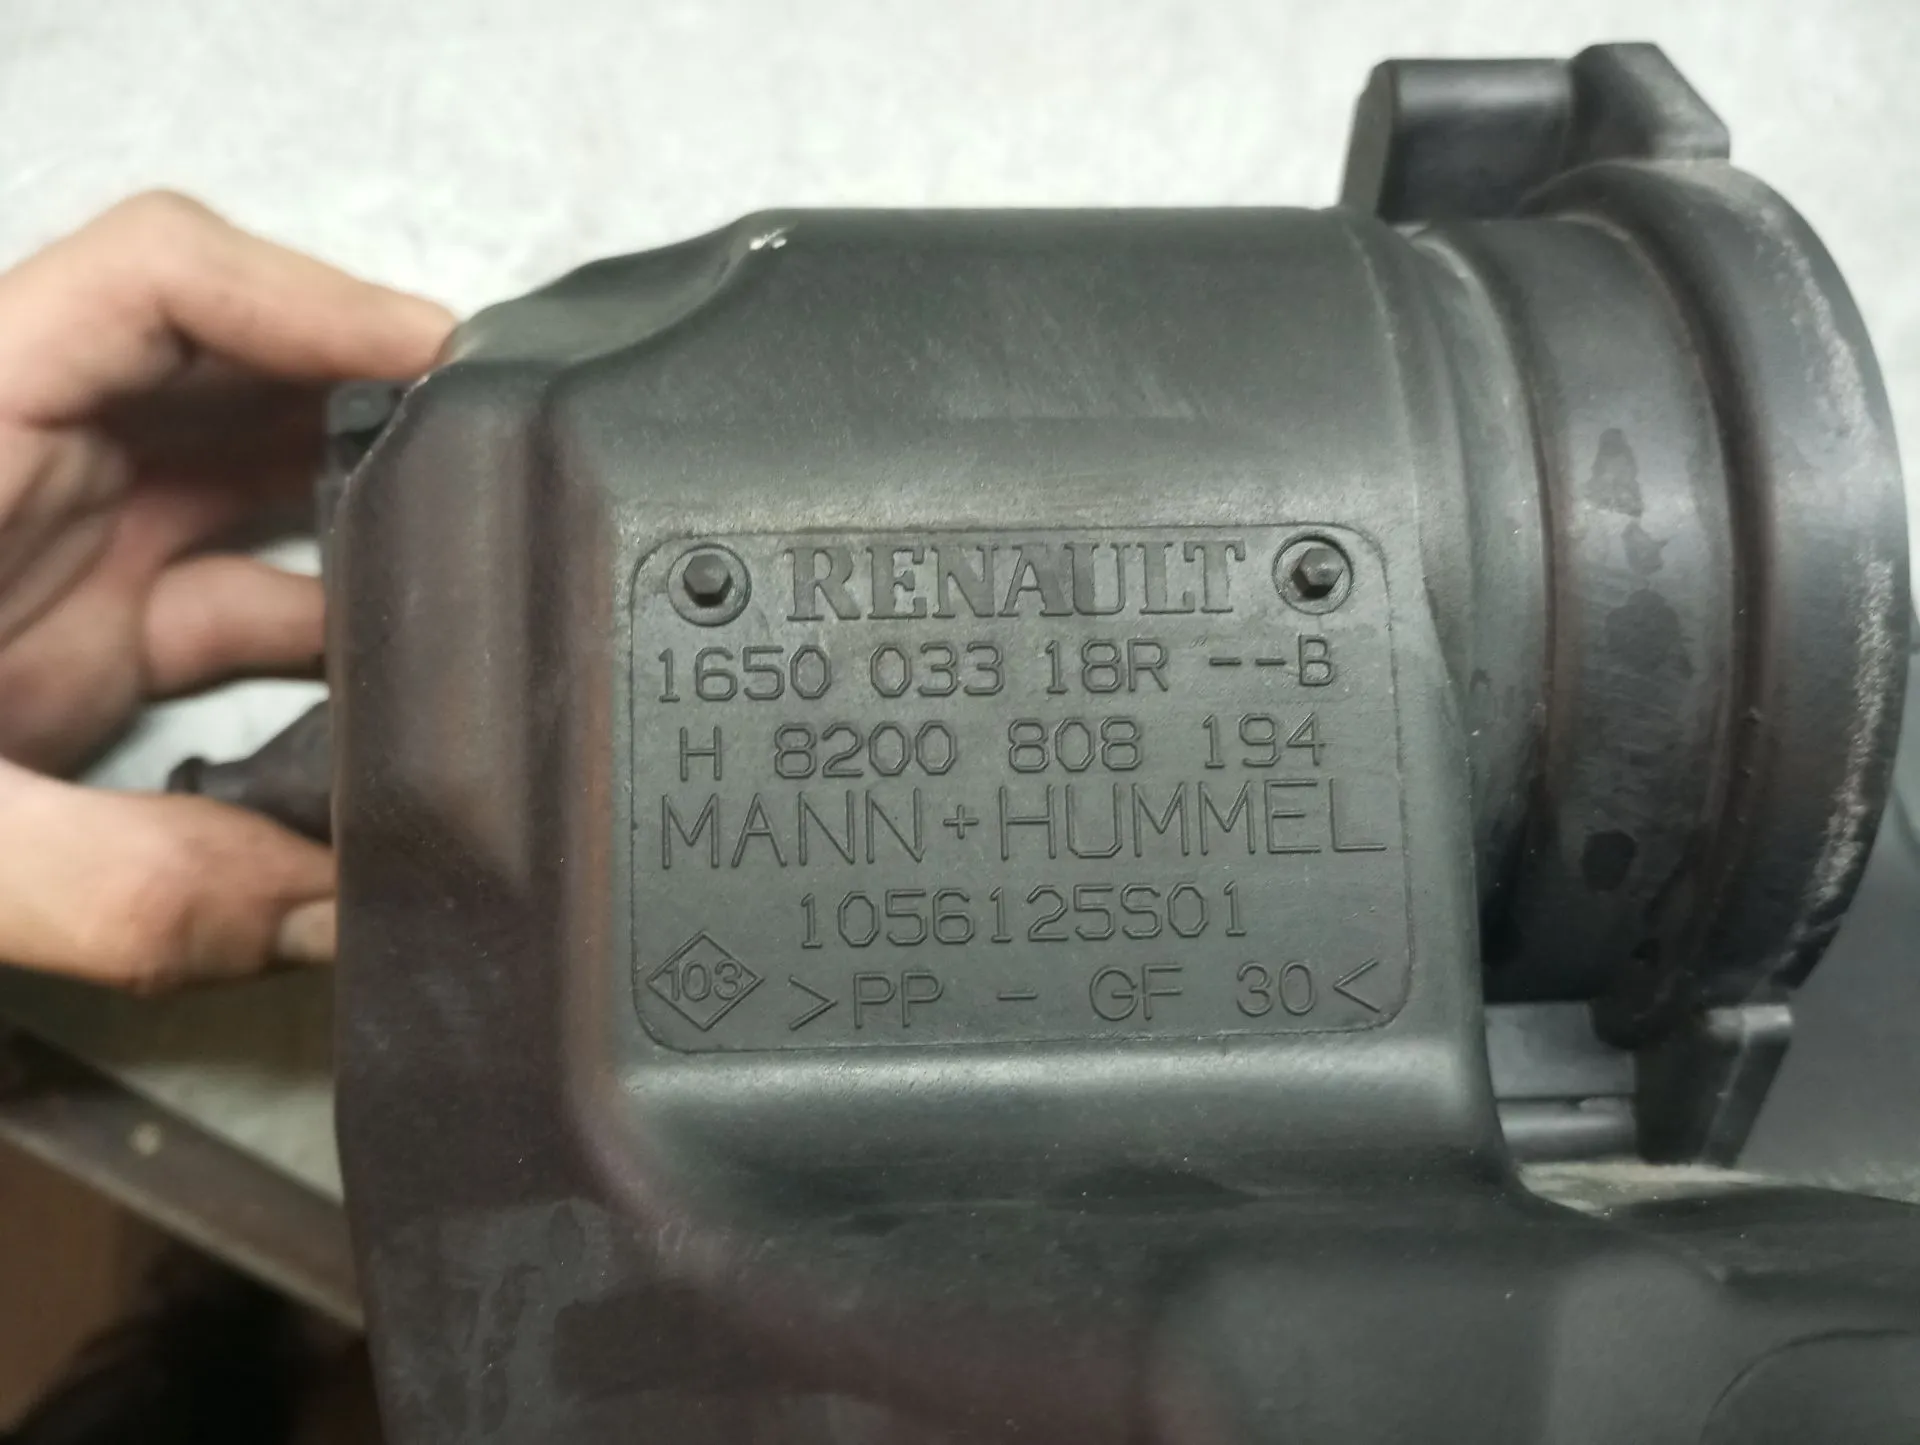 RENAULT
1650 033 18R --B
H 8200 808 194
MANN+HUMMEL
1056125S01
103 >PP - GF 30<